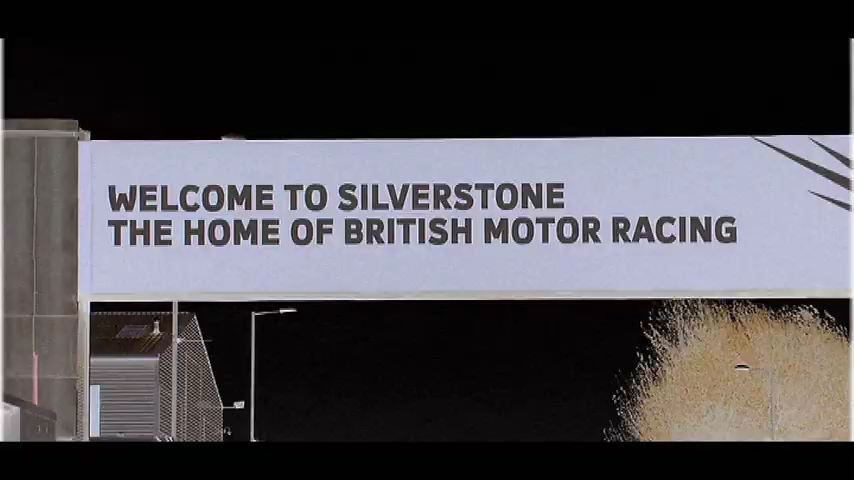 WELCOME TO SILVERSTONE
THE HOME OF BRITISH MOTOR RACING